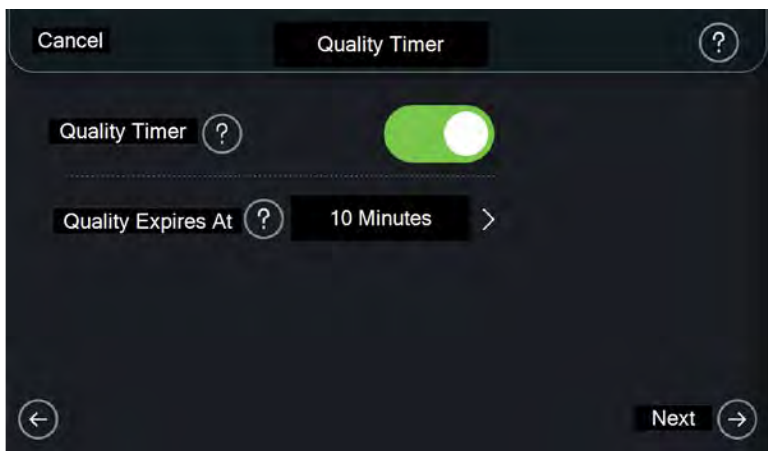 Cancel
Quality Timer
?
Quality Timer ?
Quality Expires At ? 10 Minutes >
Next